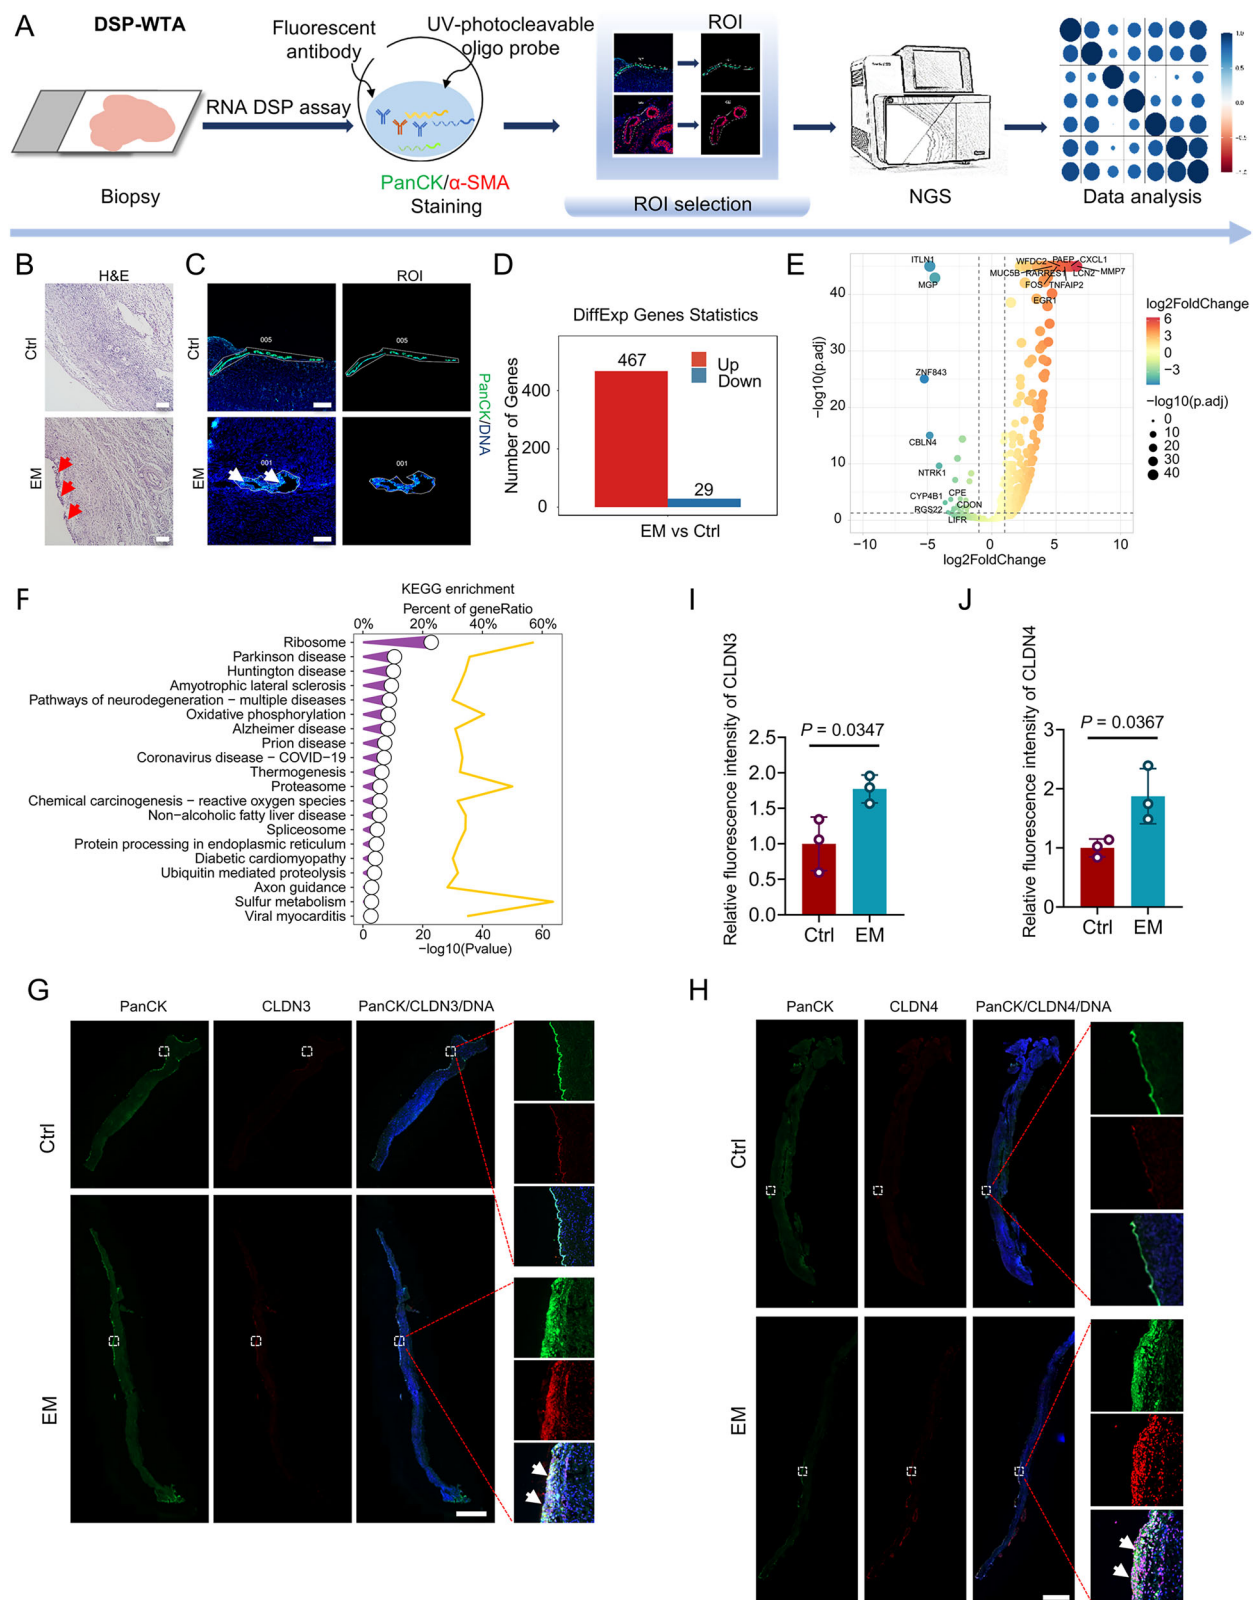 A
DSP-WTA
Fluorescent
antibody
UV-photocleavable
oligo probe
ROI
RNA DSP assay
Biopsy
PanCK/α-SMA
Staining
ROI selection
NGS
Data analysis
1.0
0.5
0.0
-0.5
-1.0
B
H&E
Ctrl
EM
C
ROI
Ctrl
EM
005
005
001
001
PanCK/DNA
D
DiffExp Genes Statistics
Number of Genes
400
200
0
467
29
Up
Down
EM vs Ctrl
E
−log10(p.adj)
40
30
20
10
0
ITLN1
MGP
ZNF843
CBLN4
NTRK1
CYP4B1
CPE
RGS22
CDON
LIFR
WFDC2
PAEP
CXCL1
MUC5B
RARRES1
LCN2
MMP7
FOS
TNFAIP2
EGR1
−10
−5
0
5
10
log2FoldChange
log2FoldChange
6
3
0
−3
−log10(p.adj)
0
10
20
30
40
F
KEGG enrichment
Percent of geneRatio
0%
20%
40%
60%
Ribosome
Parkinson disease
Huntington disease
Amyotrophic lateral sclerosis
Pathways of neurodegeneration − multiple diseases
Oxidative phosphorylation
Alzheimer disease
Prion disease
Coronavirus disease − COVID−19
Thermogenesis
Proteasome
Chemical carcinogenesis − reactive oxygen species
Non−alcoholic fatty liver disease
Spliceosome
Protein processing in endoplasmic reticulum
Diabetic cardiomyopathy
Ubiquitin mediated proteolysis
Axon guidance
Sulfur metabolism
Viral myocarditis
0
20
40
60
−log10(Pvalue)
I
Relative fluorescence intensity of CLDN3
P = 0.0347
2.5
2.0
1.5
1.0
0.5
0.0
Ctrl
EM
J
Relative fluorescence intensity of CLDN4
P = 0.0367
3
2
1
0
Ctrl
EM
G
PanCK
CLDN3
PanCK/CLDN3/DNA
Ctrl
EM
H
PanCK
CLDN4
PanCK/CLDN4/DNA
Ctrl
EM